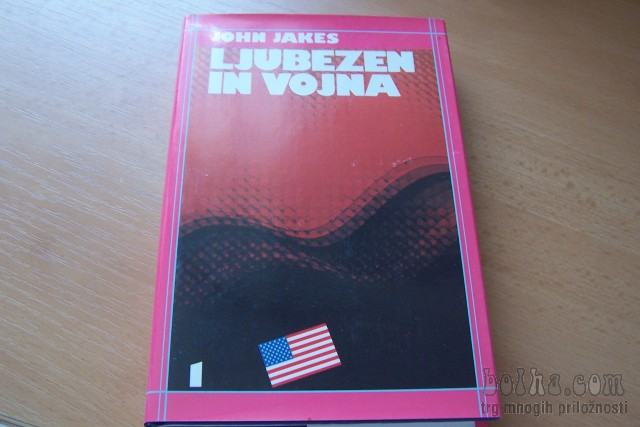 JOHN JAKES
LJUBEZEN
IN VOJNA
1
bolha.com
trg mnogih priložnosti